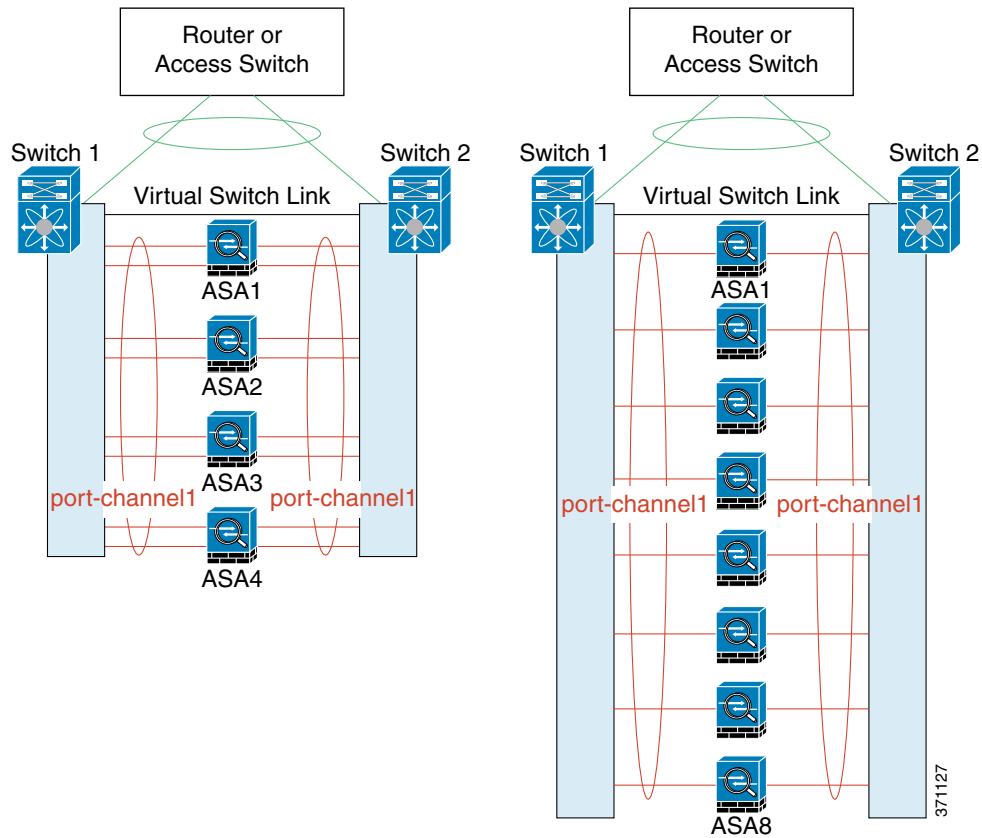 Router or
Access Switch
Switch 1
Switch 2
Virtual Switch Link
ASA1
ASA2
ASA3
port-channel1
port-channel1
ASA4
Router or
Access Switch
Switch 1
Switch 2
Virtual Switch Link
ASA1
port-channel1
port-channel1
ASA8
371127